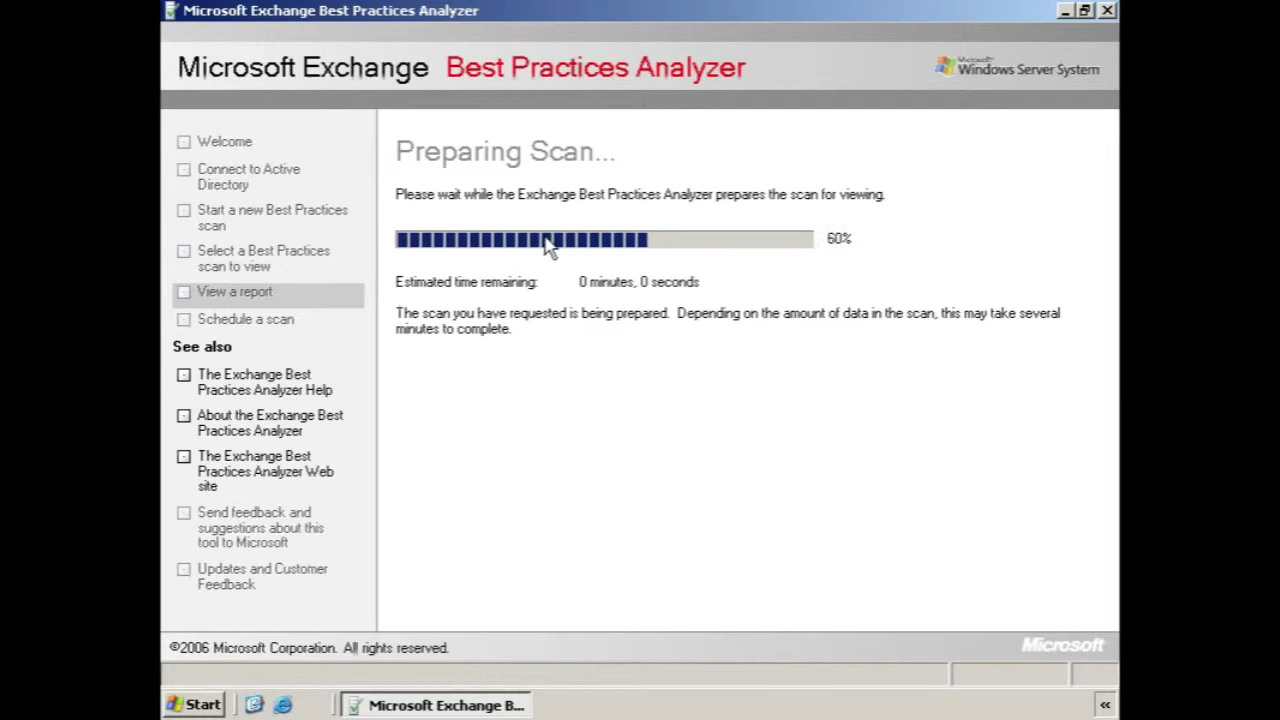 Microsoft Exchange Best Practices Analyzer
Microsoft Exchange Best Practices Analyzer
Microsoft
Windows Server System
Welcome
Connect to Active
Directory
Start a new Best Practices
scan
Select a Best Practices
scan to view
View a report
Schedule a scan
See also
The Exchange Best
Practices Analyzer Help
About the Exchange Best
Practices Analyzer
The Exchange Best
Practices Analyzer Web
site
Send feedback and
suggestions about this
tool to Microsoft
Updates and Customer
Feedback
Preparing Scan...
Please wait while the Exchange Best Practices Analyzer prepares the scan for viewing.
60%
Estimated time remaining: 0 minutes, 0 seconds
The scan you have requested is being prepared. Depending on the amount of data in the scan, this may take several
minutes to complete.
©2006 Microsoft Corporation. All rights reserved.
Microsoft
Start
Microsoft Exchange B...
«